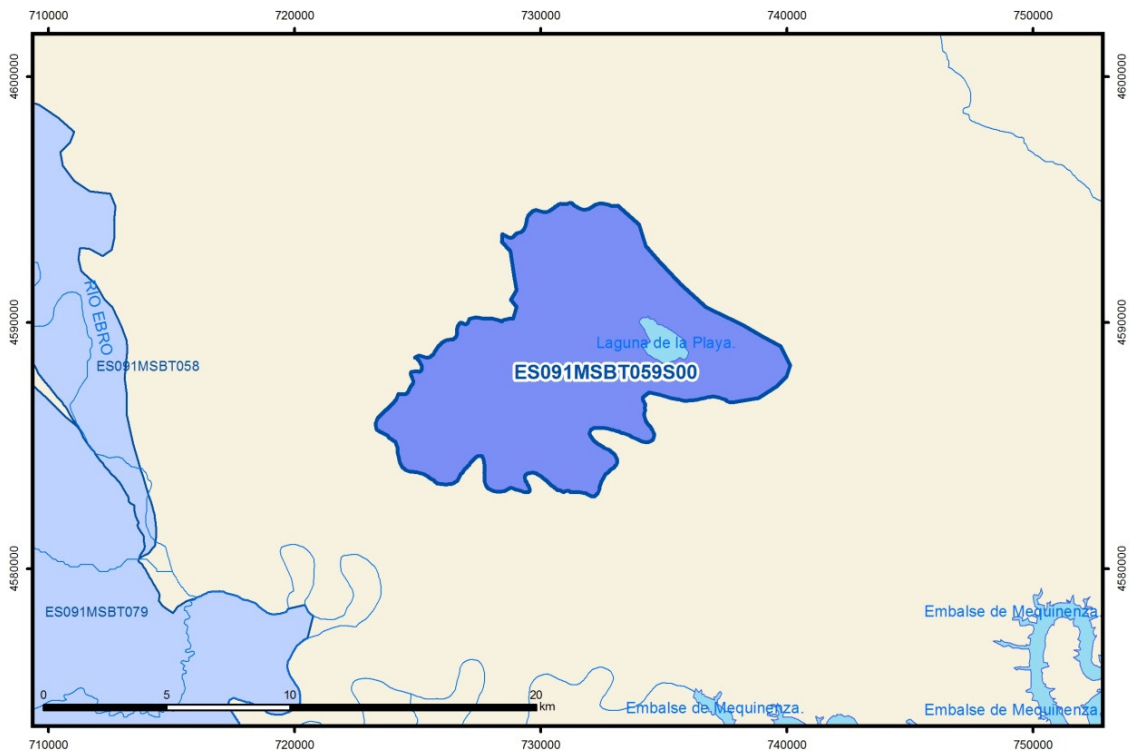 710000
720000
730000
740000
750000
4600000
4600000
4590000
4590000
RÍO EBRO
Laguna de la Playa.
ES091MSBT058
ES091MSBT059S00
4580000
4580000
ES091MSBT079
Embalse de Mequinenza.
0
5
10
20
km
Embalse de Mequinenza.
Embalse de Mequinenza.
710000
720000
730000
740000
750000